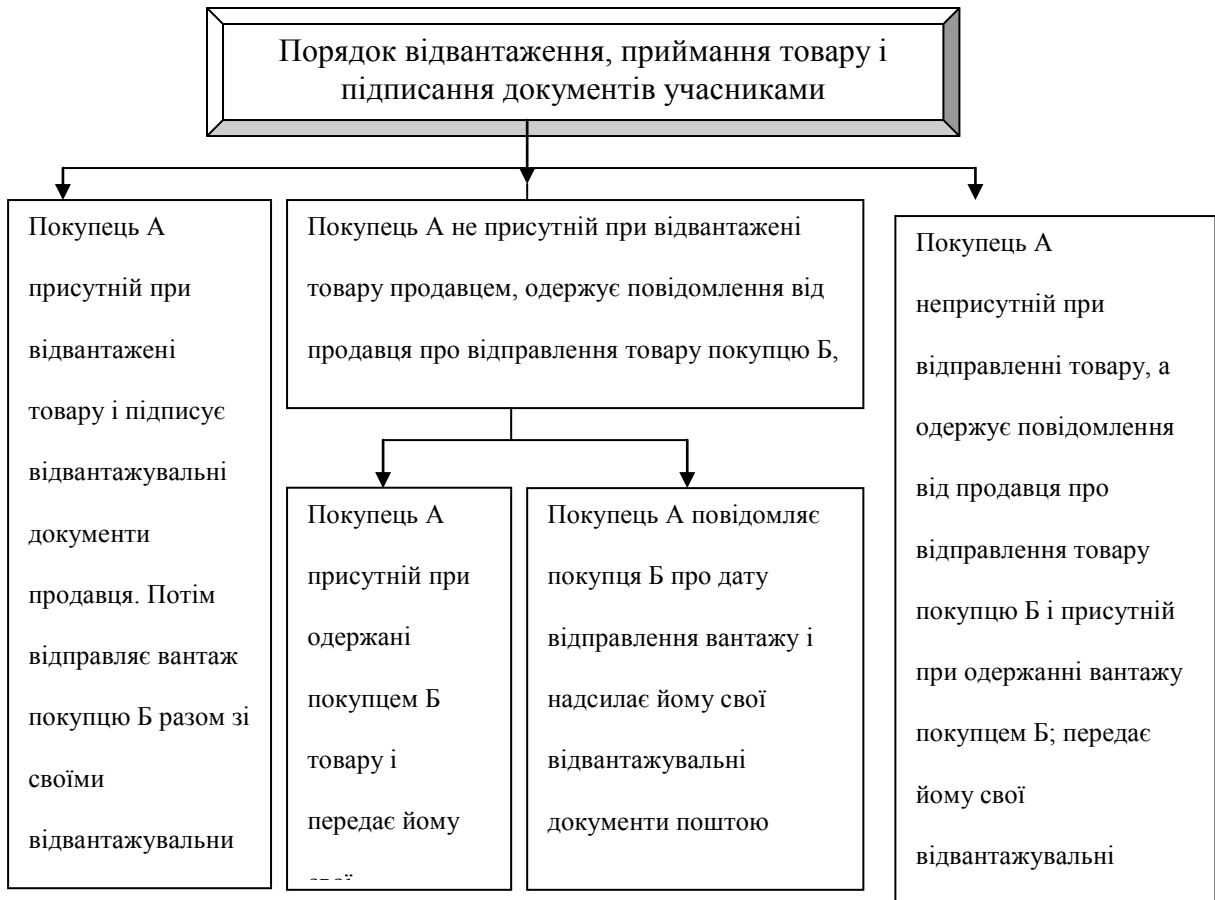 Порядок відвантаження, приймання товару і
підписання документів учасниками
Покупець А
присутній при
відвантажені
товару і підписує
відвантажувальні
документи
продавця. Потім
відправляє вантаж
покупцю Б разом зі
своїми
відвантажувальни
Покупець А не присутній при відвантажені
товару продавцем, одержує повідомлення від
продавця про відправлення товару покупцю Б,
Покупець А
присутній при
одержані
покупцем Б
товару і
передає йому
Покупець А повідомляє
покупця Б про дату
відправлення вантажу і
надсилає йому свої
відвантажувальні
документи поштою
Покупець А
неприсутній при
відправленні товару, а
одержує повідомлення
від продавця про
відправлення товару
покупцю Б і присутній
при одержанні вантажу
покупцем Б; передає
йому свої
відвантажувальні